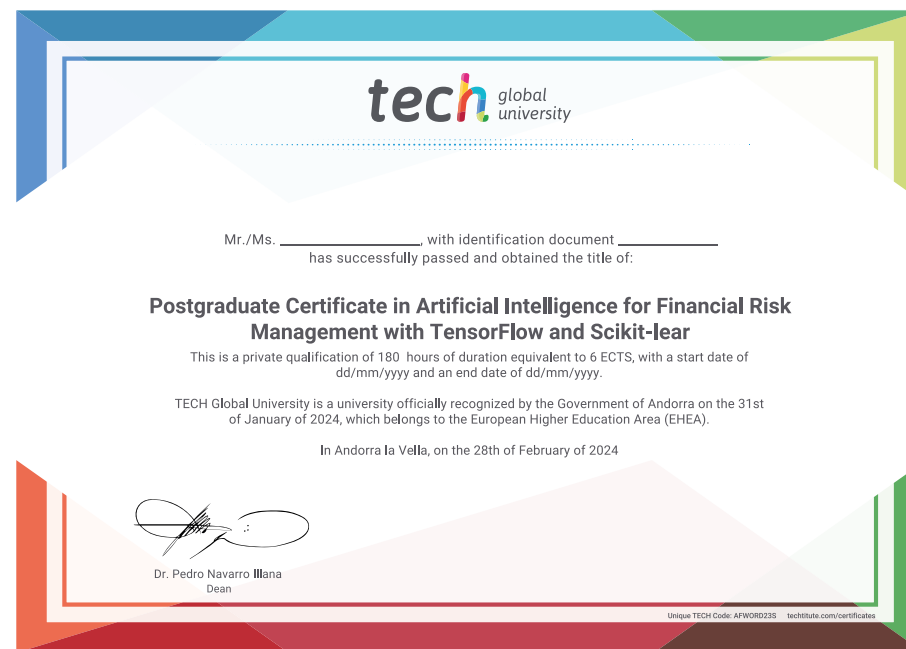 tech global
university
Mr./Ms. ____________________, with identification document ______________
has successfully passed and obtained the title of:
Postgraduate Certificate in Artificial Intelligence for Financial Risk
Management with TensorFlow and Scikit-lear
This is a private qualification of 180 hours of duration equivalent to 6 ECTS, with a start date of
dd/mm/yyyy and an end date of dd/mm/yyyy.
TECH Global University is a university officially recognized by the Government of Andorra on the 31st
of January of 2024, which belongs to the European Higher Education Area (EHEA).
In Andorra la Vella, on the 28th of February of 2024
Dr. Pedro Navarro Illana
Dean
Unique TECH Code: AFWORD23S techtitute.com/certificates